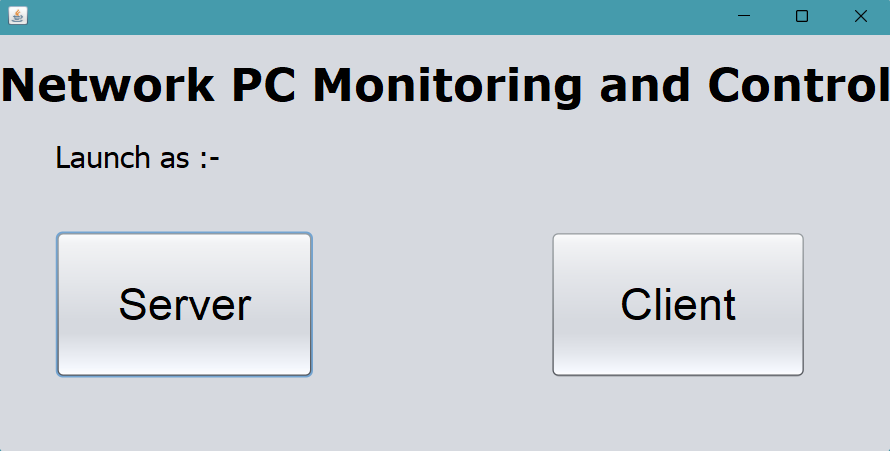 Network PC Monitoring and Control
Launch as :-
Server
Client